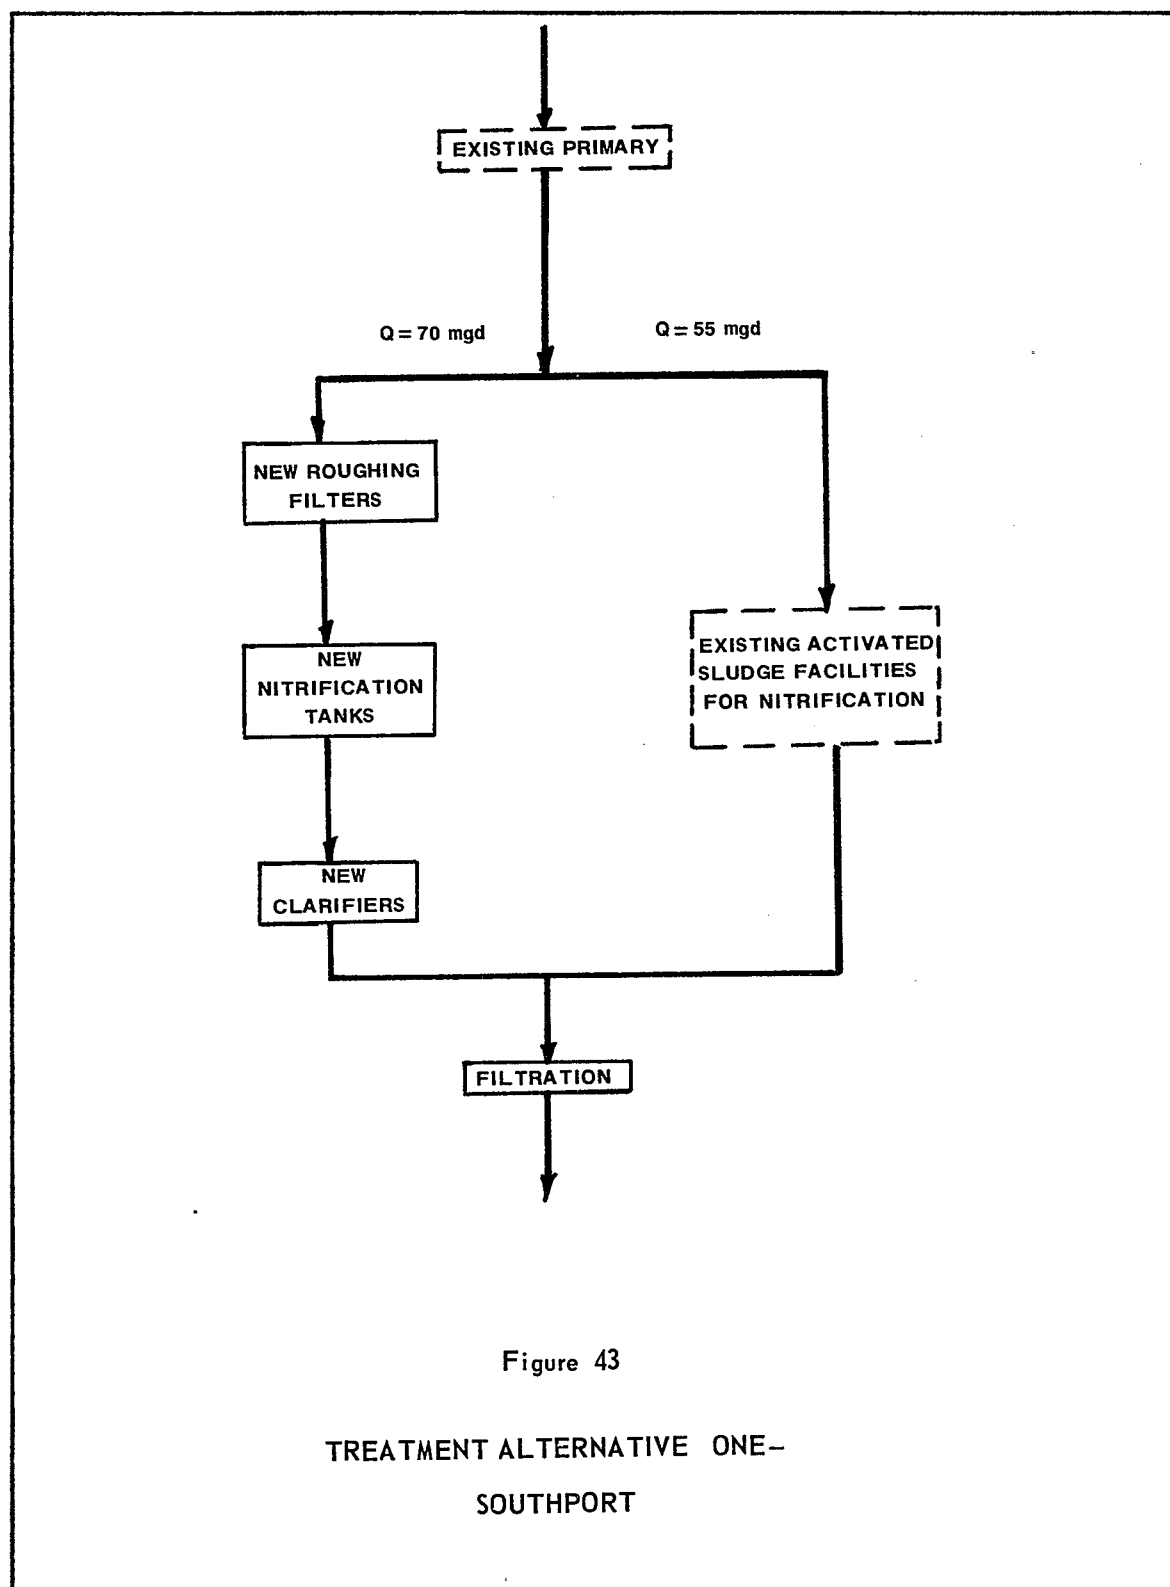 EXISTING PRIMARY
Q = 70 mgd
Q = 55 mgd
NEW ROUGHING
FILTERS
NEW
NITRIFICATION
TANKS
EXISTING ACTIVATED
SLUDGE FACILITIES
FOR NITRIFICATION
NEW
CLARIFIERS
FILTRATION
Figure 43
TREATMENT ALTERNATIVE ONE–
SOUTHPORT